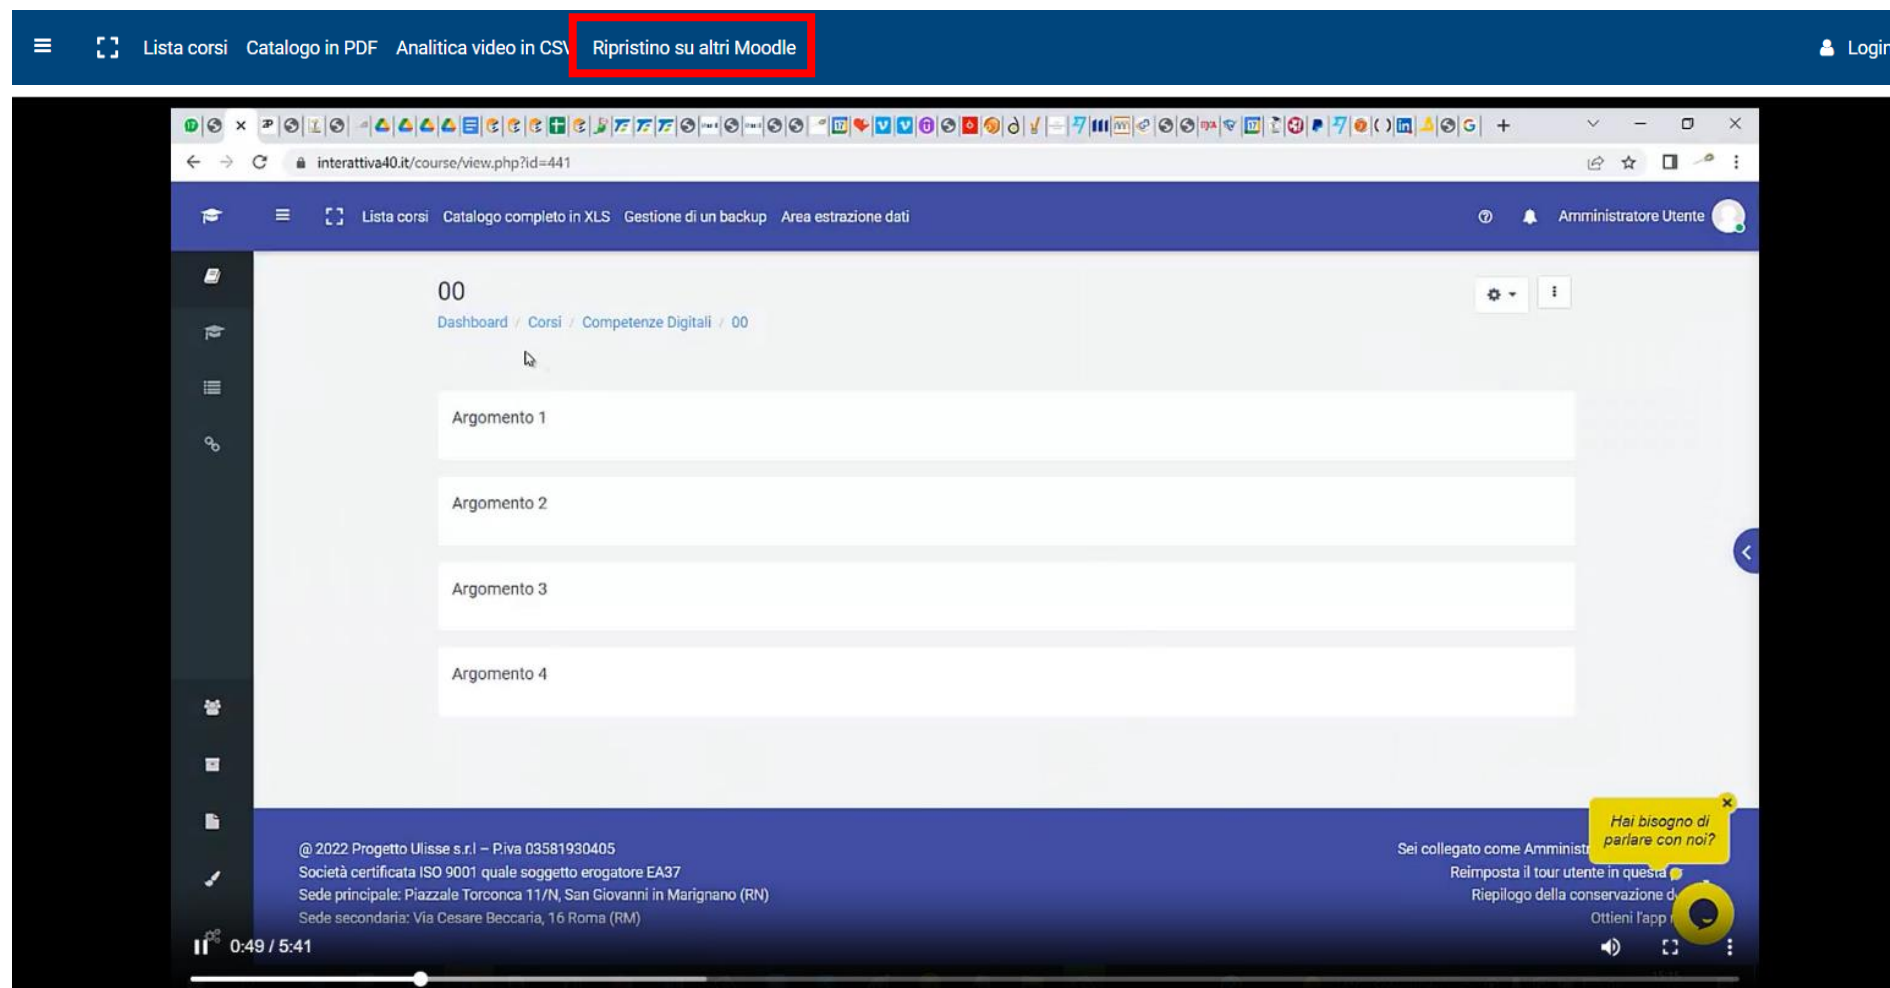 Lista corsi Catalogo in PDF Analitica video in CSV Ripristino su altri Moodle Login
interattiva40.it/course/view.php?id=441
Lista corsi Catalogo completo in XLS Gestione di un backup Area estrazione dati Amministratore Utente
00
Dashboard / Corsi / Competenze Digitali / 00
Argomento 1
Argomento 2
Argomento 3
Argomento 4
Hai bisogno di
parlare con noi?
@ 2022 Progetto Ulisse s.r.l – P.iva 03581930405
Società certificata ISO 9001 quale soggetto erogatore EA37
Sede principale: Piazzale Torconca 11/N, San Giovanni in Marignano (RN)
Sede secondaria: Via Cesare Beccaria, 16 Roma (RM)
Sei collegato come Amminist
Reimposta il tour utente in questa
Riepilogo della conservazione d
Ottieni l'app
0:49 / 5:41